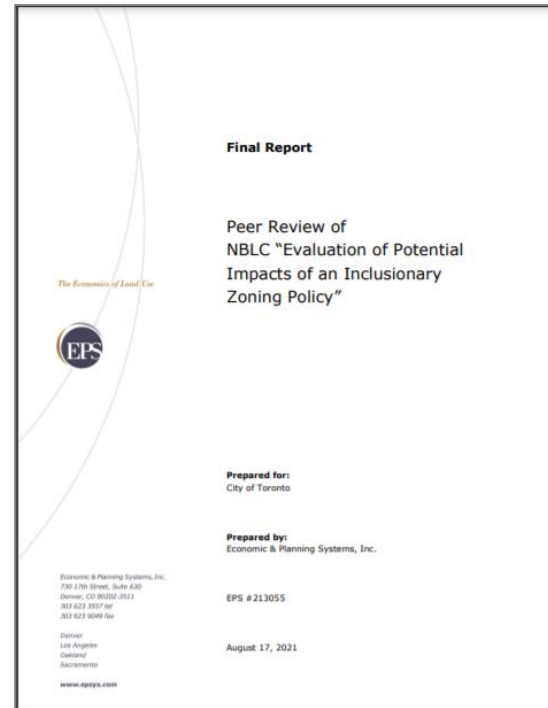 Final Report
Peer Review of
NBLC “Evaluation of Potential
Impacts of an Inclusionary
Zoning Policy”
The Economics of Land Use
EPS
Prepared for:
City of Toronto
Prepared by:
Economic & Planning Systems, Inc.
Economic & Planning Systems, Inc.
730 17th Street, Suite 630
Denver, CO 80202-3511
303 623 3557 tel
303 623 9049 fax
EPS #213055
Denver
Los Angeles
Oakland
Sacramento
August 17, 2021
www.epsys.com